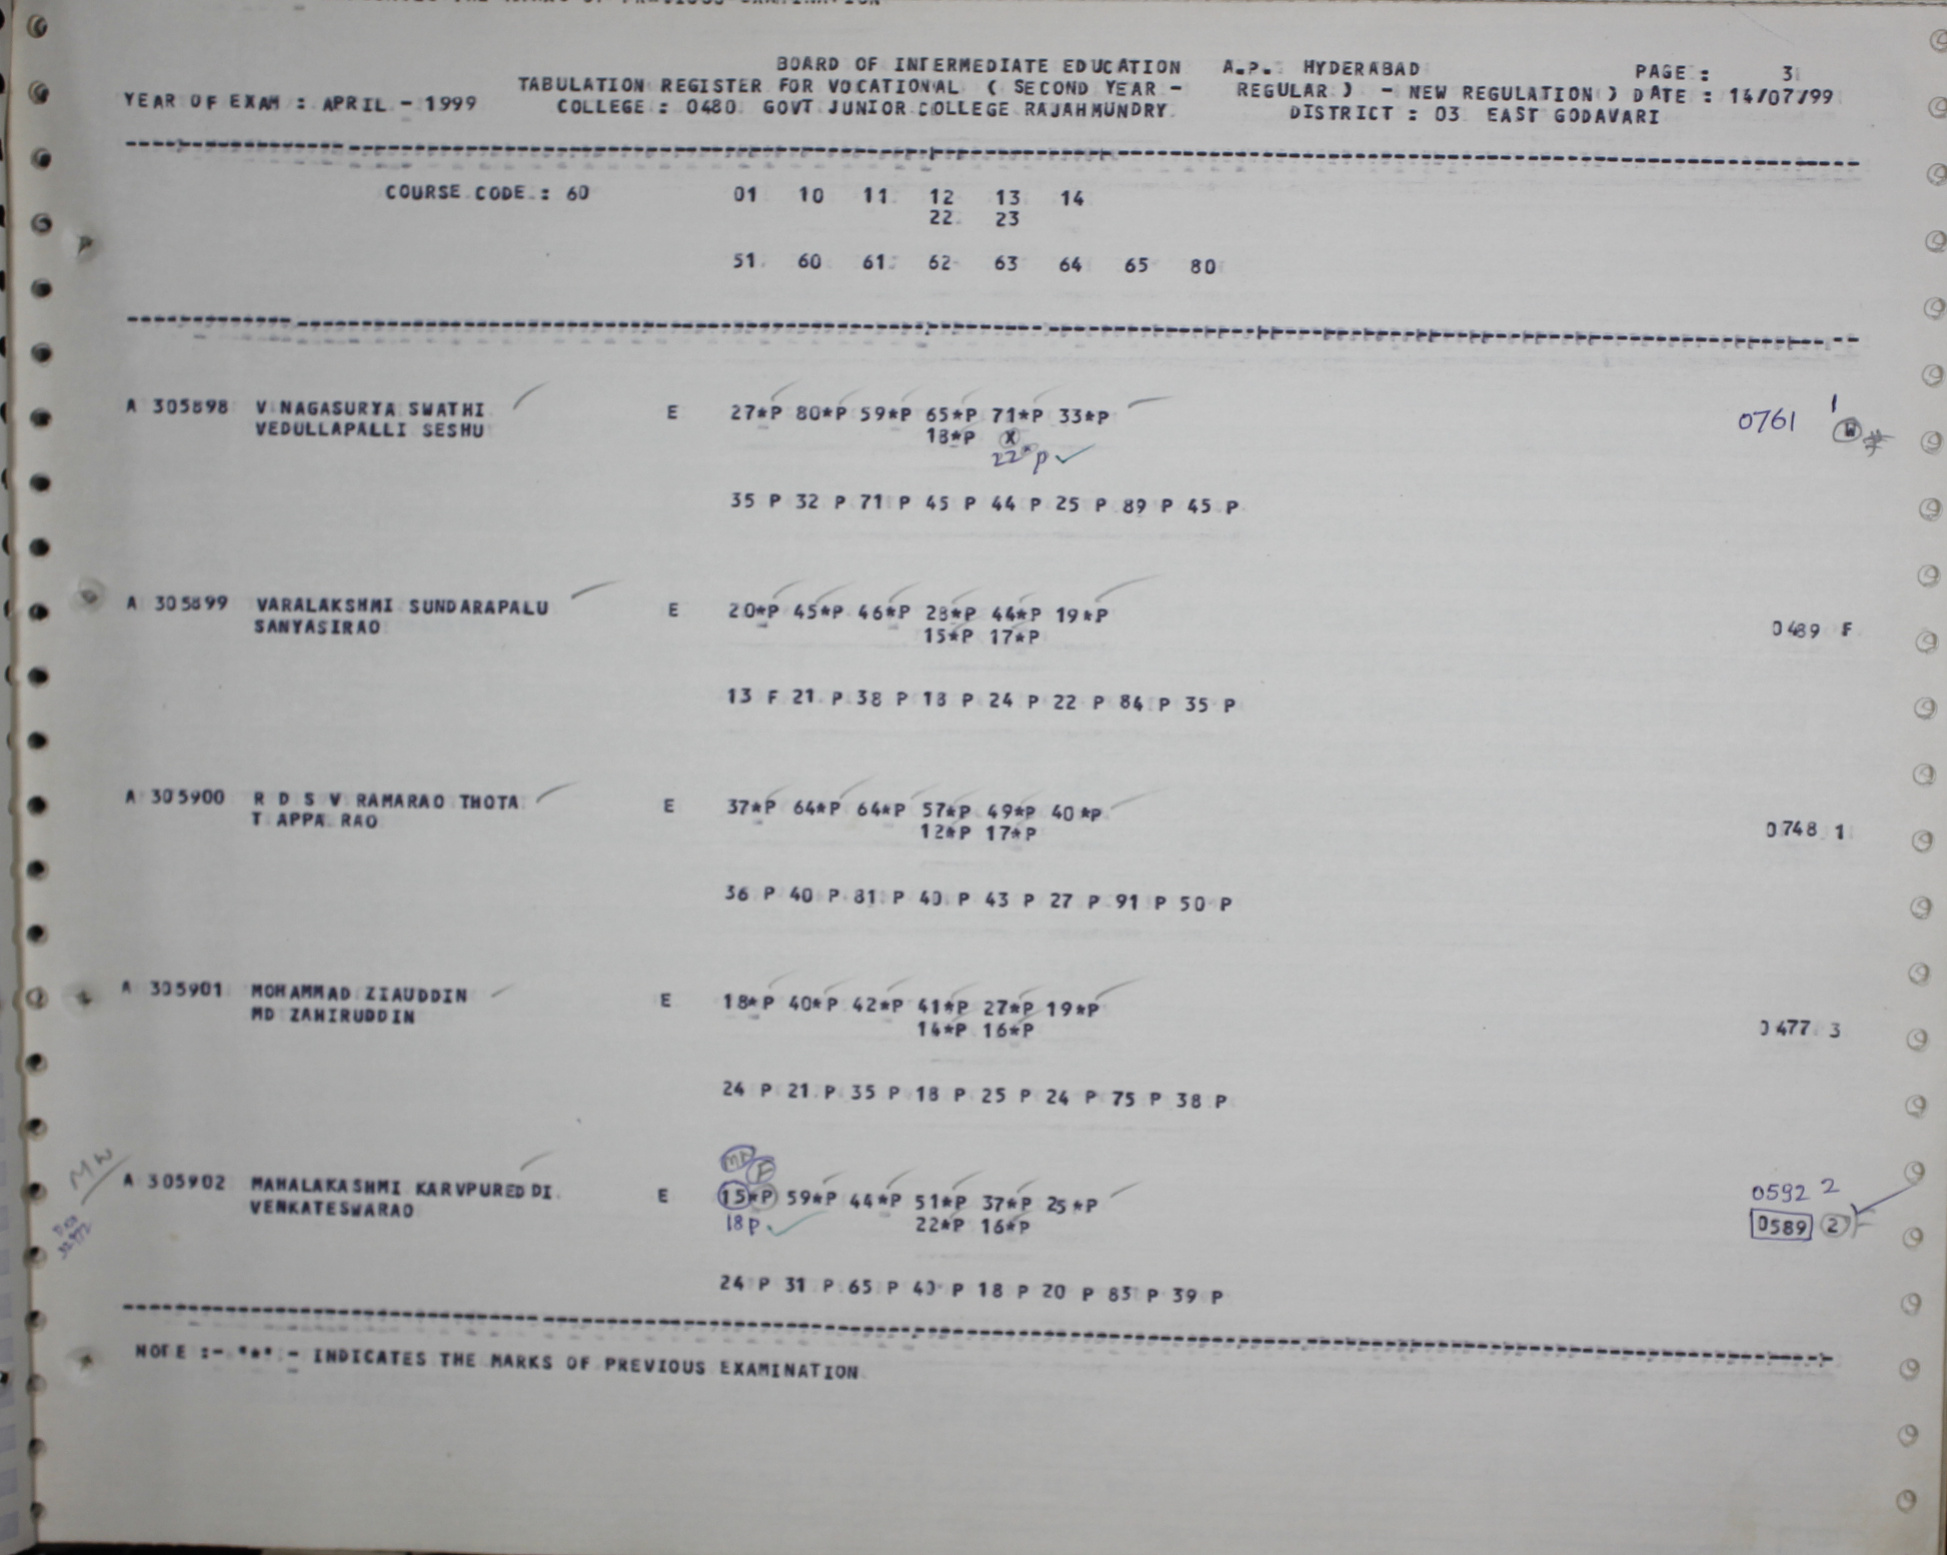 BOARD OF INTERMEDIATE EDUCATION A.P. HYDERABAD PAGE : 3
TABULATION REGISTER FOR VOCATIONAL ( SECOND YEAR - REGULAR ) - NEW REGULATION ) DATE : 14/07/99
YEAR OF EXAM : APRIL - 1999 COLLEGE : 0480 GOVT JUNIOR COLLEGE RAJAHMUNDRY DISTRICT : 03 EAST GODAVARI
COURSE CODE : 60 01 10 11 12 13 14
22 23
51 60 61 62 63 64 65 80
A 305898 V NAGASURYA SWATHI E 27*P 80*P 59*P 65*P 71*P 33*P 0761 1
VEDULLAPALLI SESHU 18*P X W
22*P
35 P 32 P 71 P 45 P 44 P 25 P 89 P 45 P
A 305899 VARALAKSHMI SUNDARAPALU E 20*P 45*P 46*P 28*P 44*P 19*P
SANYASIRAO 15*P 17*P 0489 F
13 F 21 P 38 P 18 P 24 P 22 P 84 P 35 P
A 305900 R D S V RAMARAO THOTA E 37*P 64*P 64*P 57*P 49*P 40*P
T APPA RAO 12*P 17*P 0748 1
36 P 40 P 81 P 40 P 43 P 27 P 91 P 50 P
A 305901 MOHAMMAD ZIAUDDIN E 18*P 40*P 42*P 41*P 27*P 19*P
MD ZAHIRUDDIN 14*P 16*P 0477 3
24 P 21 P 35 P 18 P 25 P 24 P 75 P 38 P
MW
F
A 305902 MAHALAKASHMI KARVPUREDDI E 15*P 59*P 44*P 51*P 37*P 25*P 0592 2
VENKATESWARAO 18P 22*P 16*P 0589 2
24 P 31 P 65 P 40 P 18 P 20 P 83 P 39 P
NOTE :- "*" - INDICATES THE MARKS OF PREVIOUS EXAMINATION